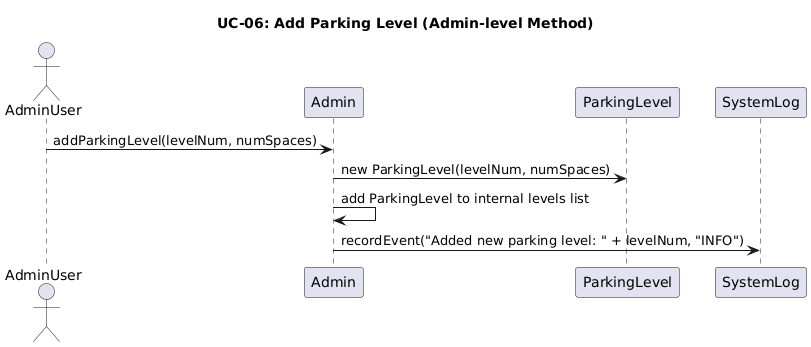 UC-06: Add Parking Level (Admin-level Method)
AdminUser
Admin
ParkingLevel
SystemLog
addParkingLevel(levelNum, numSpaces)
new ParkingLevel(levelNum, numSpaces)
add ParkingLevel to internal levels list
recordEvent("Added new parking level: " + levelNum, "INFO")
AdminUser
Admin
ParkingLevel
SystemLog